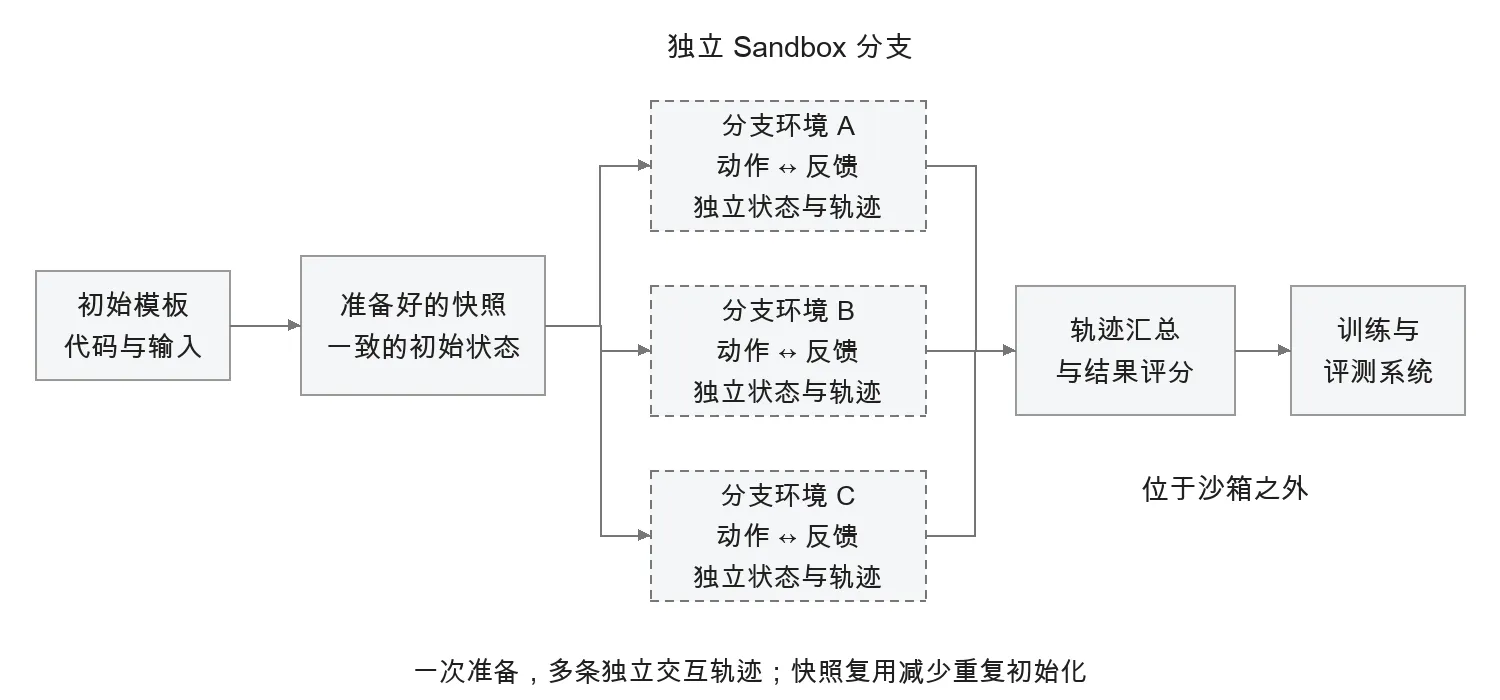 独立 Sandbox 分支
初始模板
代码与输入
准备好的快照
一致的初始状态
分支环境 A
动作 ↔ 反馈
独立状态与轨迹
分支环境 B
动作 ↔ 反馈
独立状态与轨迹
分支环境 C
动作 ↔ 反馈
独立状态与轨迹
轨迹汇总
与结果评分
训练与
评测系统
位于沙箱之外
一次准备，多条独立交互轨迹；快照复用减少重复初始化